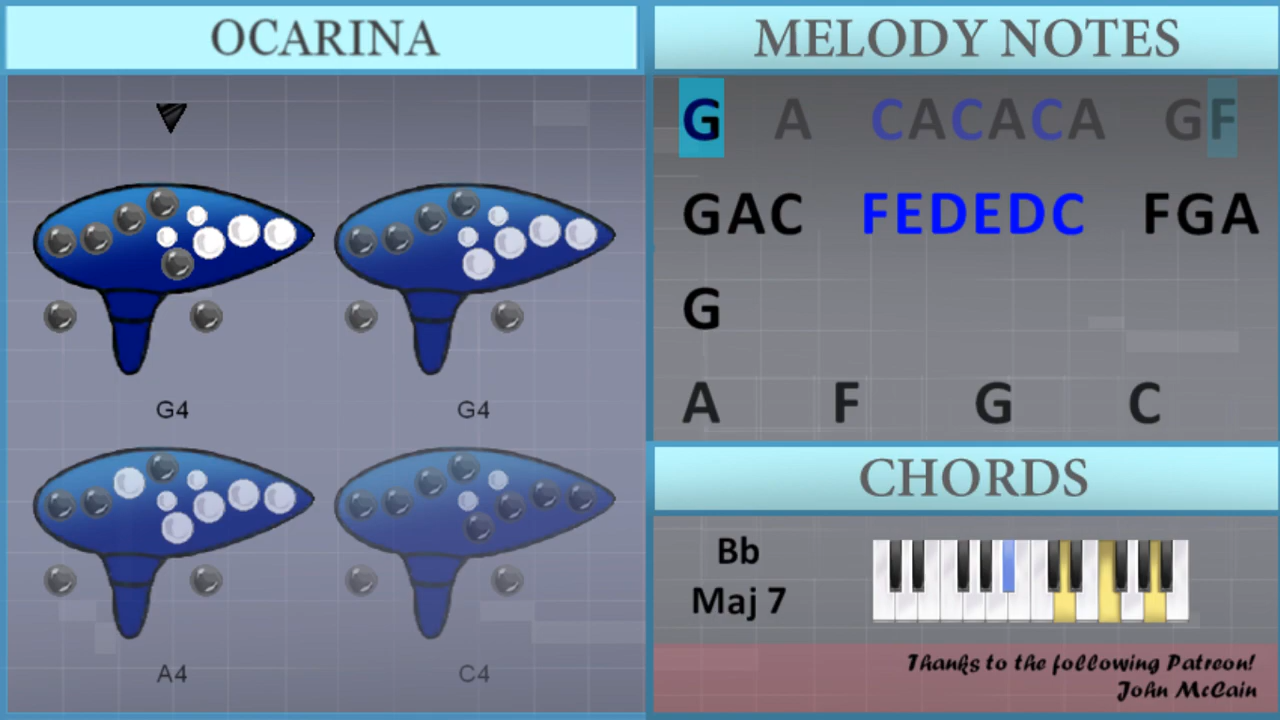 OCARINA
G4
G4
A4
C4
MELODY NOTES
G A CACACA GF
GAC FEDEDC FGA
G
A F G C
CHORDS
Bb
Maj 7
Thanks to the following Patreon!
John McCain